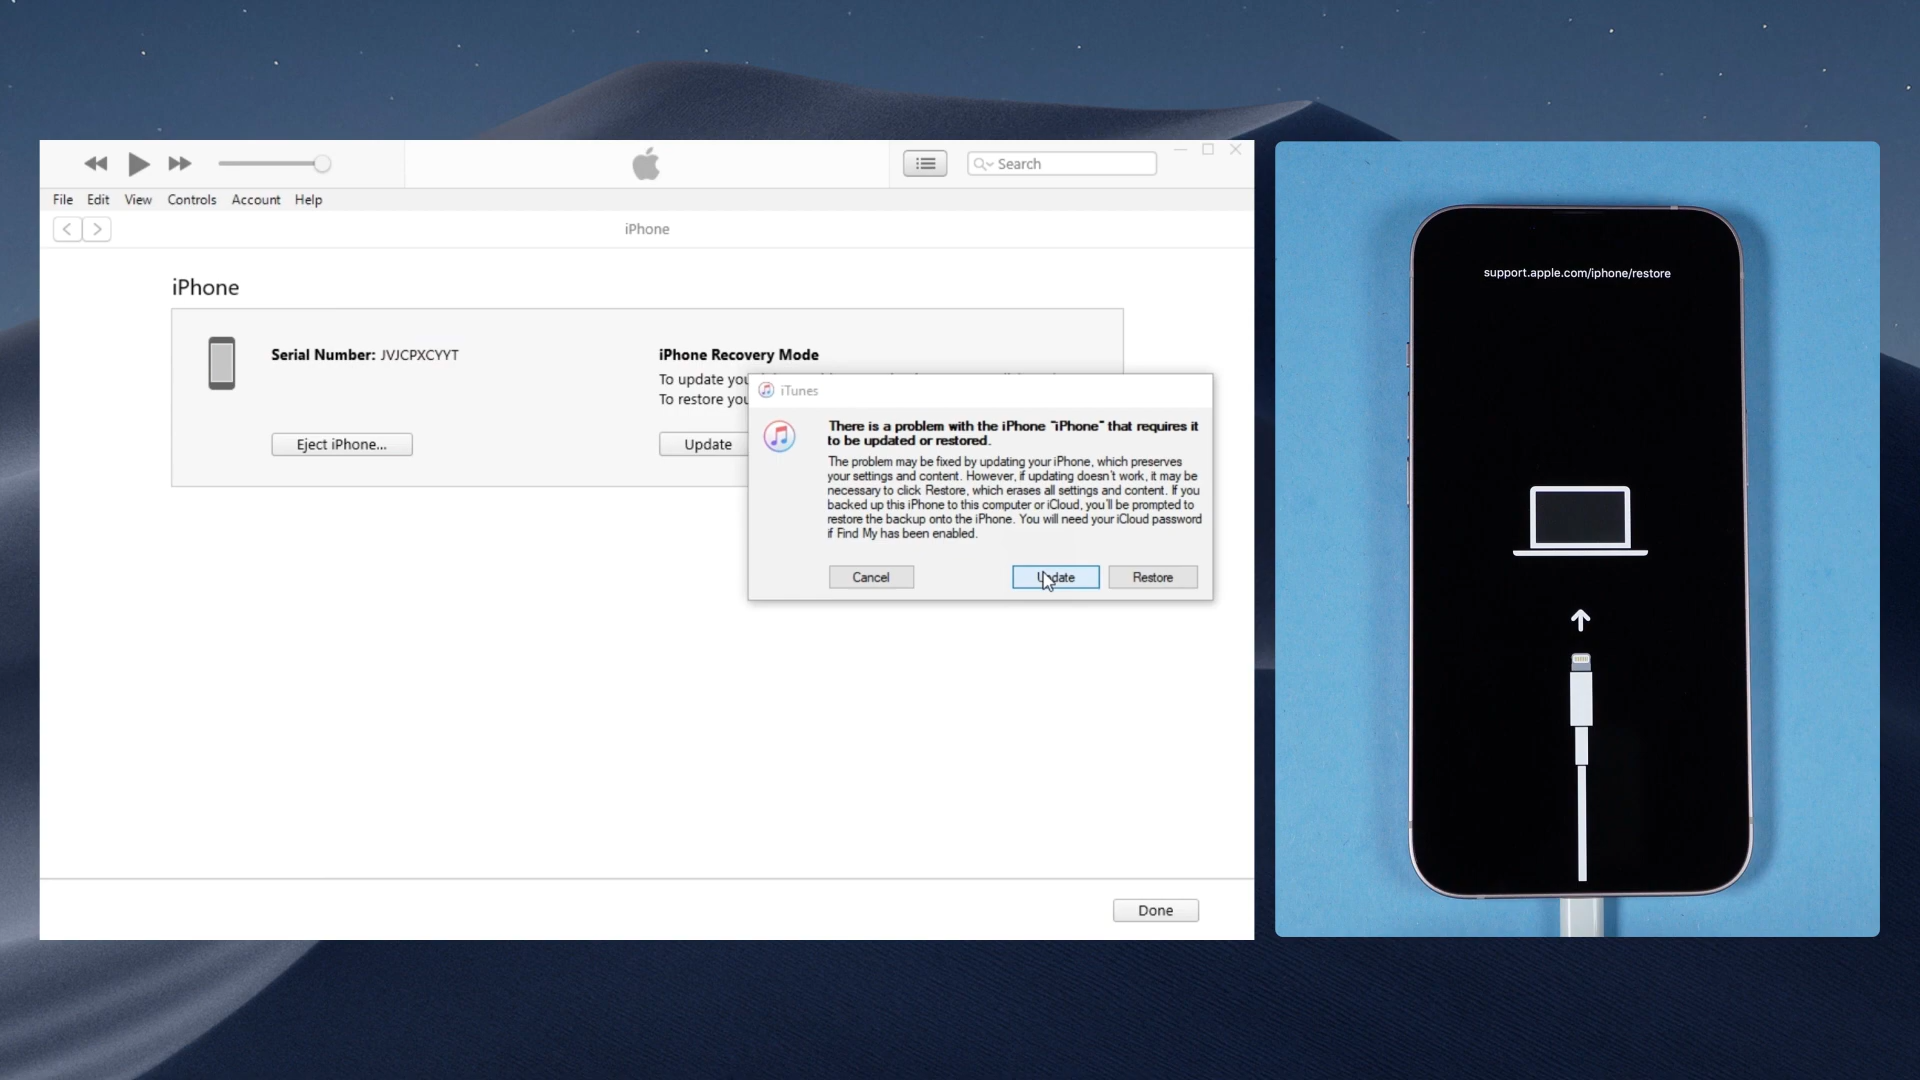 Search
File Edit View Controls Account Help
iPhone
iPhone
Serial Number: JVJCPXCYYT
iPhone Recovery Mode
To update you
To restore you
Eject iPhone...
Update
iTunes
There is a problem with the iPhone "iPhone" that requires it
to be updated or restored.
The problem may be fixed by updating your iPhone, which preserves
your settings and content. However, if updating doesn't work, it may be
necessary to click Restore, which erases all settings and content. If you
backed up this iPhone to this computer or iCloud, you'll be prompted to
restore the backup onto the iPhone. You will need your iCloud password
if Find My has been enabled.
Cancel
Update
Restore
Done
support.apple.com/iphone/restore